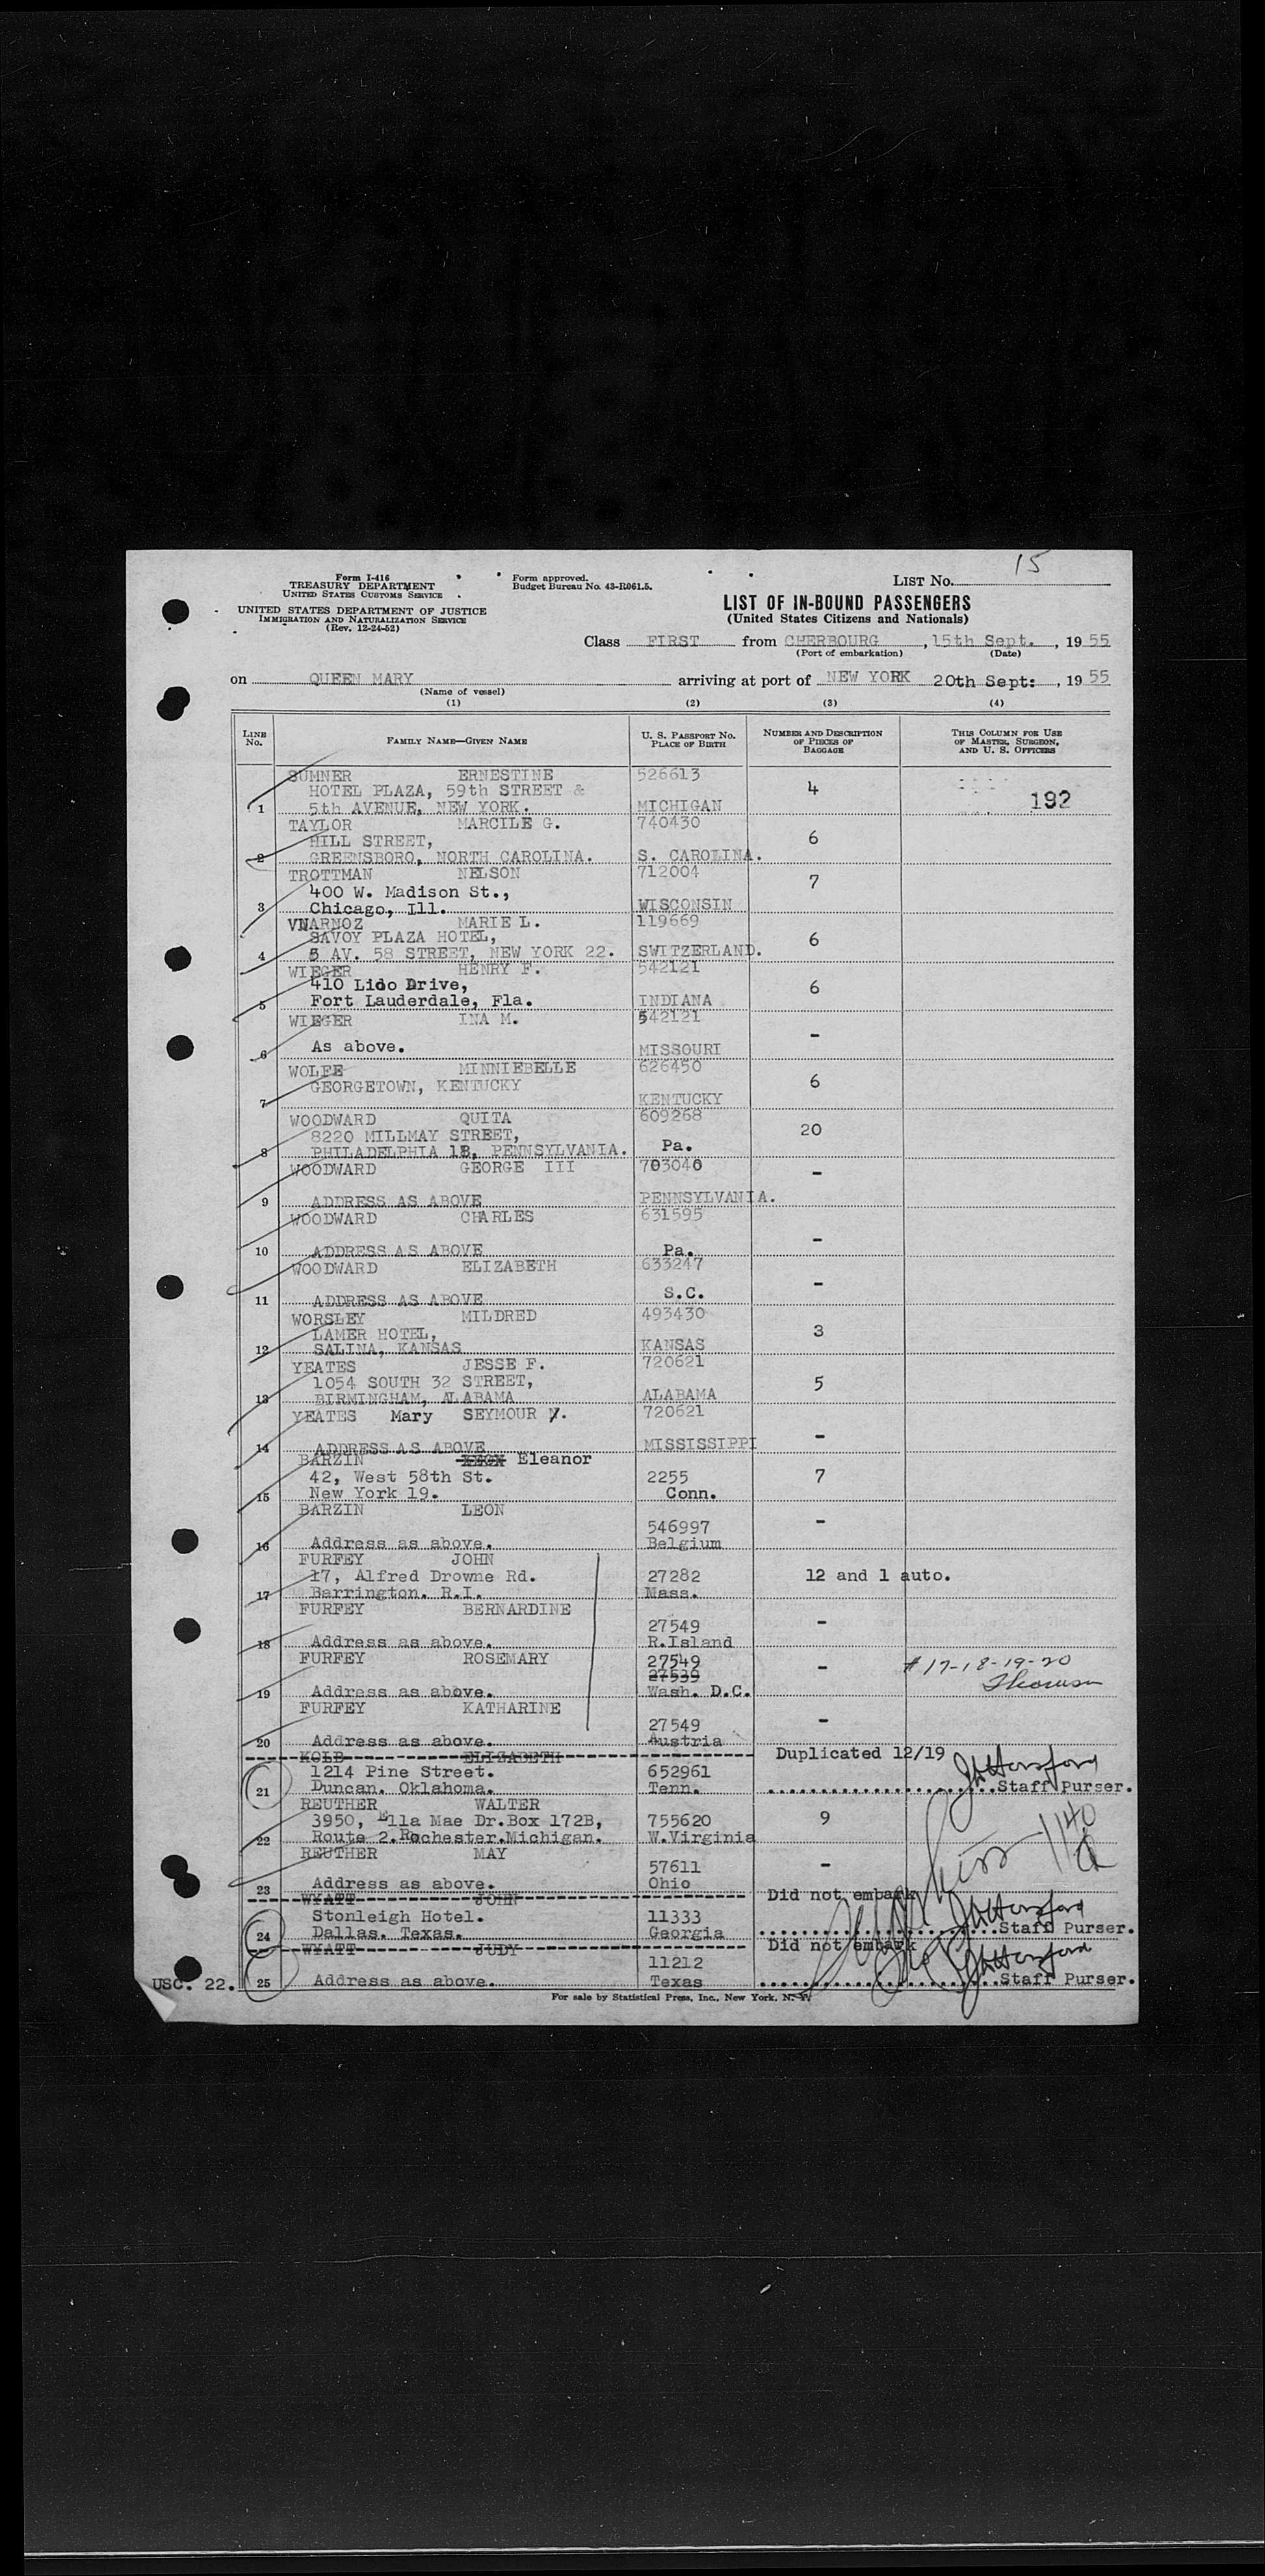 15
Form I-416
TREASURY DEPARTMENT
UNITED STATES CUSTOMS SERVICE
Form approved.
Budget Bureau No. 43-R061.5.
LIST NO.
UNITED STATES DEPARTMENT OF JUSTICE
IMMIGRATION AND NATURALIZATION SERVICE
(Rev. 12-24-52)
LIST OF IN-BOUND PASSENGERS
(United States Citizens and Nationals)
Class FIRST from CHERBOURG, 15th Sept., 1955
(Port of embarkation) (Date)
on QUEEN MARY arriving at port of NEW YORK 20th Sept:, 1955
(Name of vessel)
(1) (2) (3) (4)
LINE NO. FAMILY NAME—GIVEN NAME U. S. PASSPORT NO. PLACE OF BIRTH NUMBER AND DESCRIPTION OF PIECES OF BAGGAGE THIS COLUMN FOR USE OF MASTER, SURGEON, AND U. S. OFFICERS
SUMNER ERNESTINE 526613
HOTEL PLAZA, 59th STREET & 4
1 5th AVENUE, NEW YORK. MICHIGAN 192
TAYLOR MARCILE G. 740430
HILL STREET, 6
2 GREENSBORO, NORTH CAROLINA. S. CAROLINA.
TROTTMAN NELSON 712004
400 W. Madison St., 7
3 Chicago, Ill. WISCONSIN
VNARNOZ MARIE L. 119669
SAVOY PLAZA HOTEL, 6
4 5 AV. 58 STREET, NEW YORK 22. SWITZERLAND.
WIEGER HENRY F. 542121
410 Lido Drive, 6
5 Fort Lauderdale, Fla. INDIANA
WIEGER INA M. 542121
6 As above. MISSOURI -
WOLFE MINNIEBELLE 626450
GEORGETOWN, KENTUCKY 6
7 KENTUCKY
WOODWARD QUITA 609268
8220 MILLMAY STREET, 20
8 PHILADELPHIA 18, PENNSYLVANIA. Pa.
WOODWARD GEORGE III 703040 -
9 ADDRESS AS ABOVE PENNSYLVANIA.
WOODWARD CHARLES 631595 -
10 ADDRESS AS ABOVE Pa.
WOODWARD ELIZABETH 633247 -
11 ADDRESS AS ABOVE S.C.
WORSLEY MILDRED 493430
LAMER HOTEL, 3
12 SALINA, KANSAS KANSAS
YEATES JESSE F. 720621
1054 SOUTH 32 STREET, 5
13 BIRMINGHAM, ALABAMA ALABAMA
YEATES Mary SEYMOUR . 720621
14 ADDRESS AS ABOVE MISSISSIPPI -
BARZIN Eleanor
42, West 58th St. 2255 7
15 New York 19. Conn.
BARZIN LEON
546997 -
16 Address as above. Belgium
FURFEY JOHN
17, Alfred Drowne Rd. 27282 12 and 1 auto.
17 Barrington. R.I. Mass.
FURFEY BERNARDINE
27549 -
18 Address as above. R.Island
FURFEY ROSEMARY 27549
27539 - #17-18-19-20
19 Address as above. Wash. D.C. Thomson
FURFEY KATHARINE
27549 -
20 Address as above. Austria
KOLB ELIZABETH Duplicated 12/19
1214 Pine Street. 652961
21 Duncan. Oklahoma. Tenn. Staff Purser.
REUTHER WALTER
3950, Ella Mae Dr.Box 172B, 755620 9
22 Route 2.Rochester.Michigan. W.Virginia
REUTHER MAY
57611 -
23 Address as above. Ohio
WYATT JOHN Did not embark
Stonleigh Hotel. 11333
24 Dallas. Texas. Georgia Staff Purser.
WYATT JUDY Did not embark
11212
25 Address as above. Texas Staff Purser.
USC. 22.
For sale by Statistical Press, Inc., New York, N. Y.